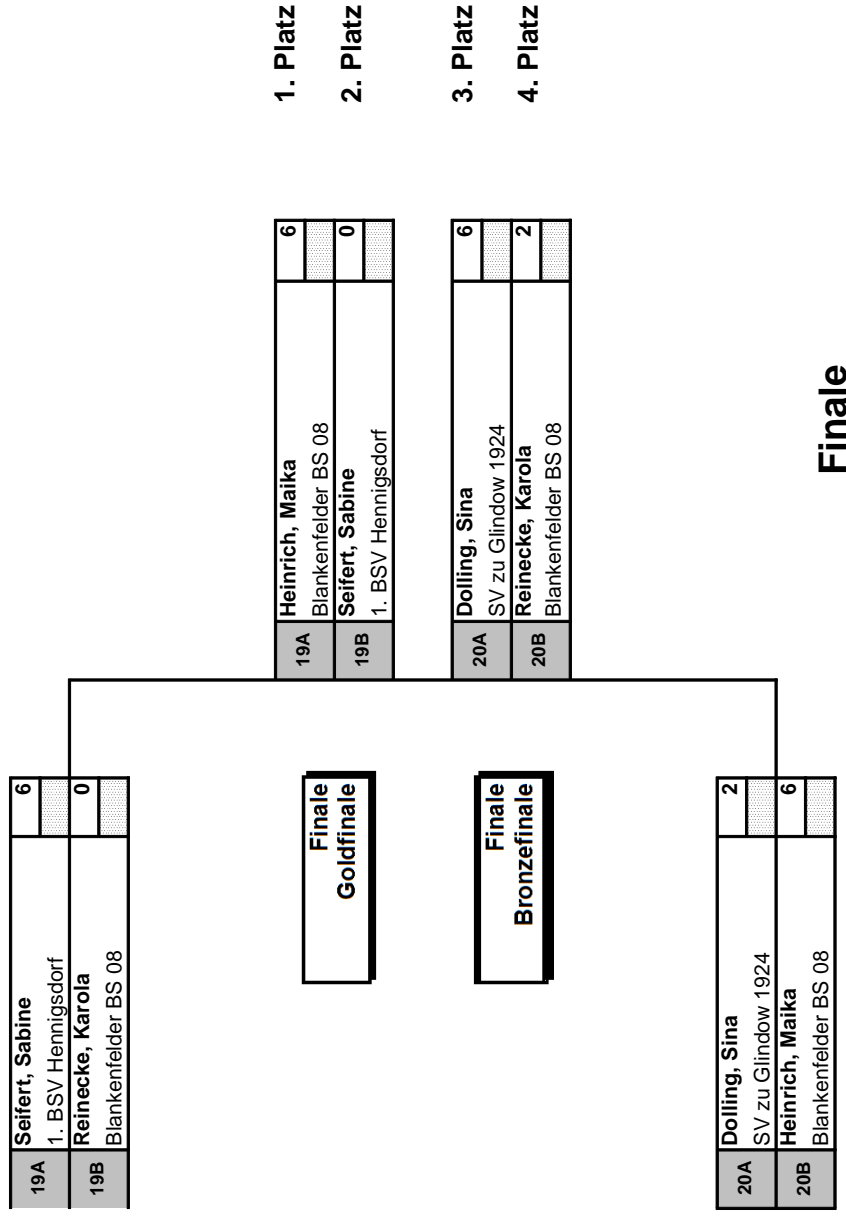 19A Seifert, Sabine 6
1. BSV Hennigsdorf
19B Reinecke, Karola 0
Blankenfelder BS 08
Finale
Goldfinale
Finale
Bronzefinale
20A Dolling, Sina 2
SV zu Glindow 1924
20B Heinrich, Maika 6
Blankenfelder BS 08
19A Heinrich, Maika 6 1. Platz
Blankenfelder BS 08
19B Seifert, Sabine 0 2. Platz
1. BSV Hennigsdorf
20A Dolling, Sina 6 3. Platz
SV zu Glindow 1924
20B Reinecke, Karola 2 4. Platz
Blankenfelder BS 08
Finale